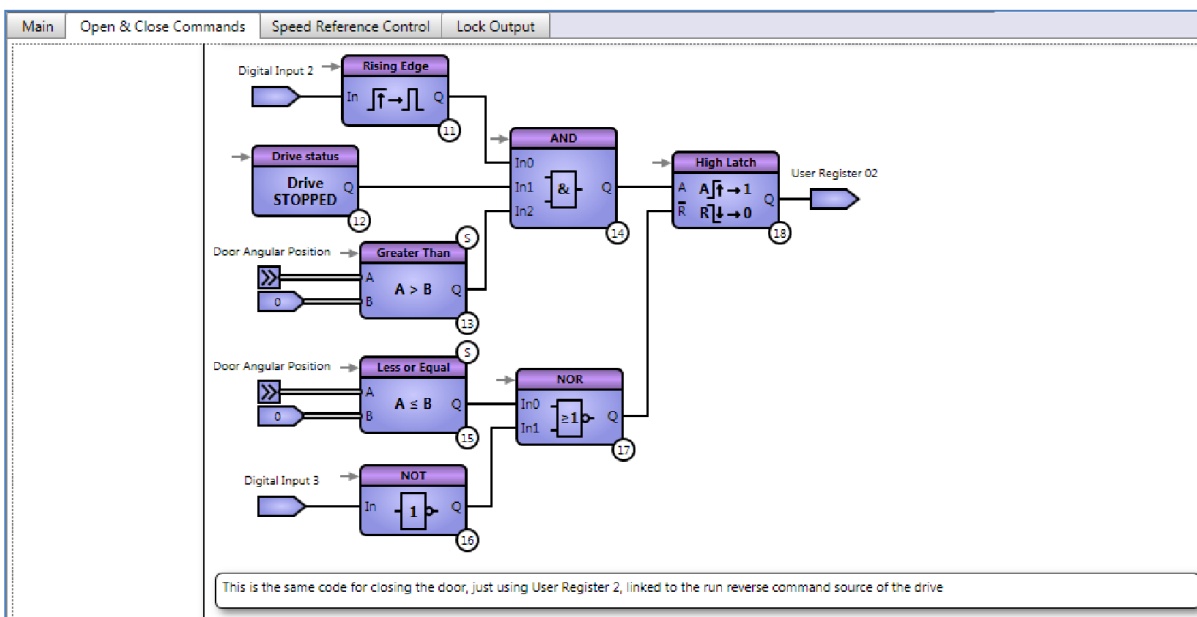 Main
Open & Close Commands
Speed Reference Control
Lock Output
Digital Input 2
Rising Edge
In
Q
11
Drive status
Drive
STOPPED
Q
12
AND
In0
In1
In2
&
Q
14
High Latch
A
A → 1
R
R → 0
Q
18
User Register 02
Door Angular Position
S
Greater Than
A
A > B
Q
0
B
13
Door Angular Position
S
Less or Equal
A
A ≤ B
Q
0
B
15
NOR
In0
In1
≥1
Q
17
Digital Input 3
NOT
In
1
Q
16
This is the same code for closing the door, just using User Register 2, linked to the run reverse command source of the drive